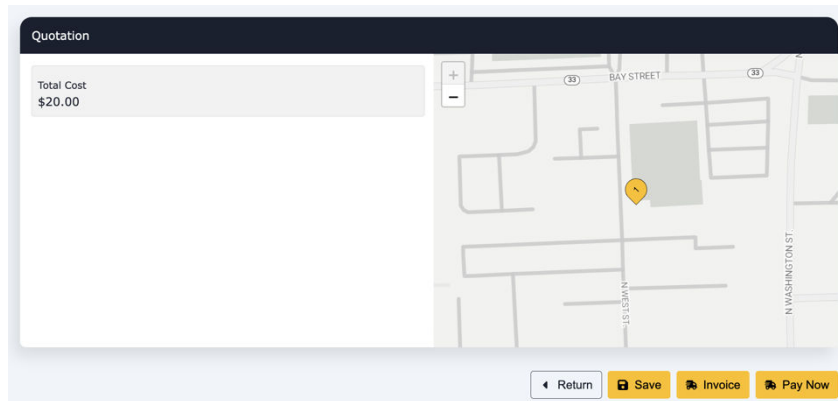 Quotation
Total Cost
$20.00
+
−
33
BAY STREET
33
N WEST ST
N WASHINGTON ST
Return
Save
Invoice
Pay Now